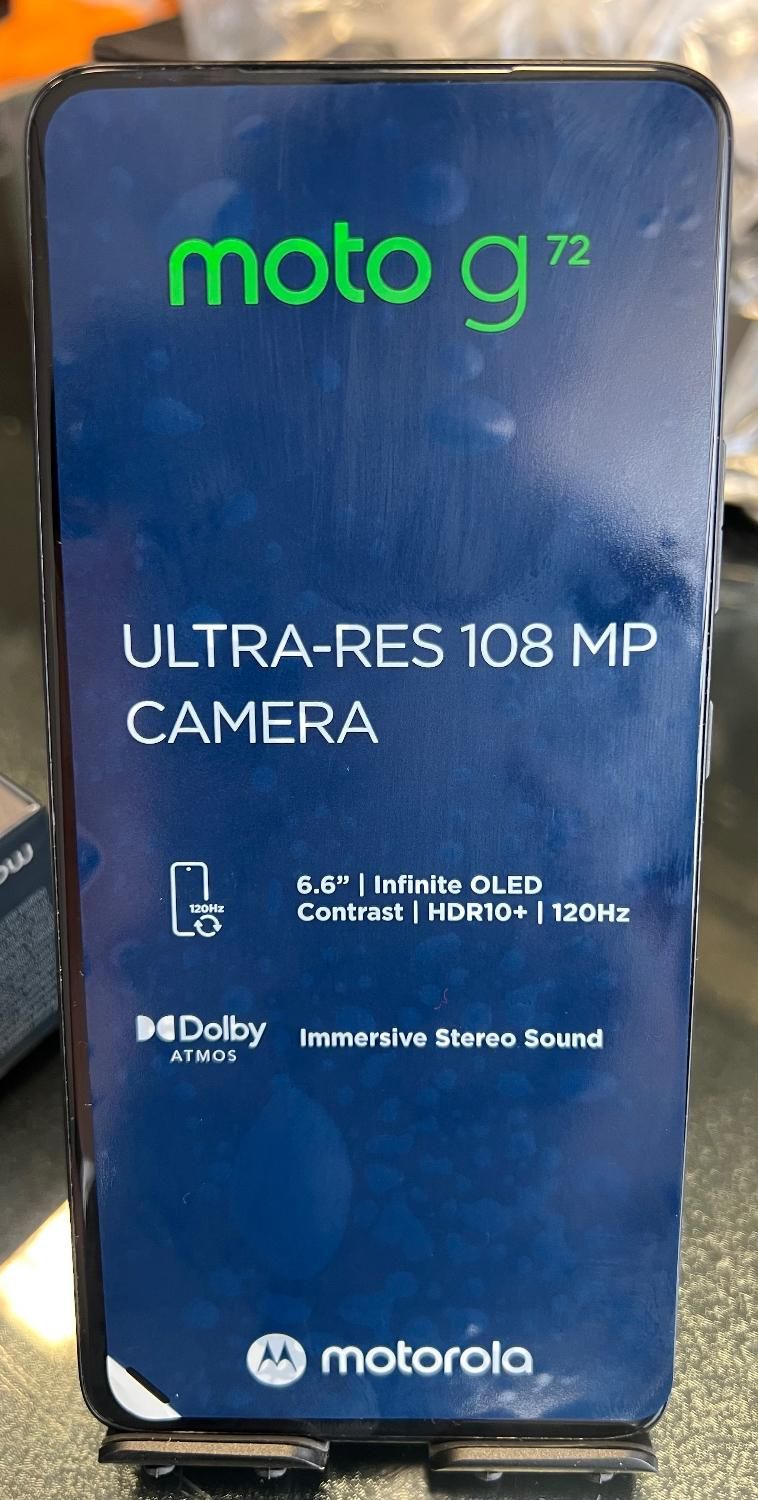 moto g 72
ULTRA-RES 108 MP
CAMERA
120Hz
6.6” | Infinite OLED
Contrast | HDR10+ | 120Hz
Dolby
ATMOS
Immersive Stereo Sound
motorola